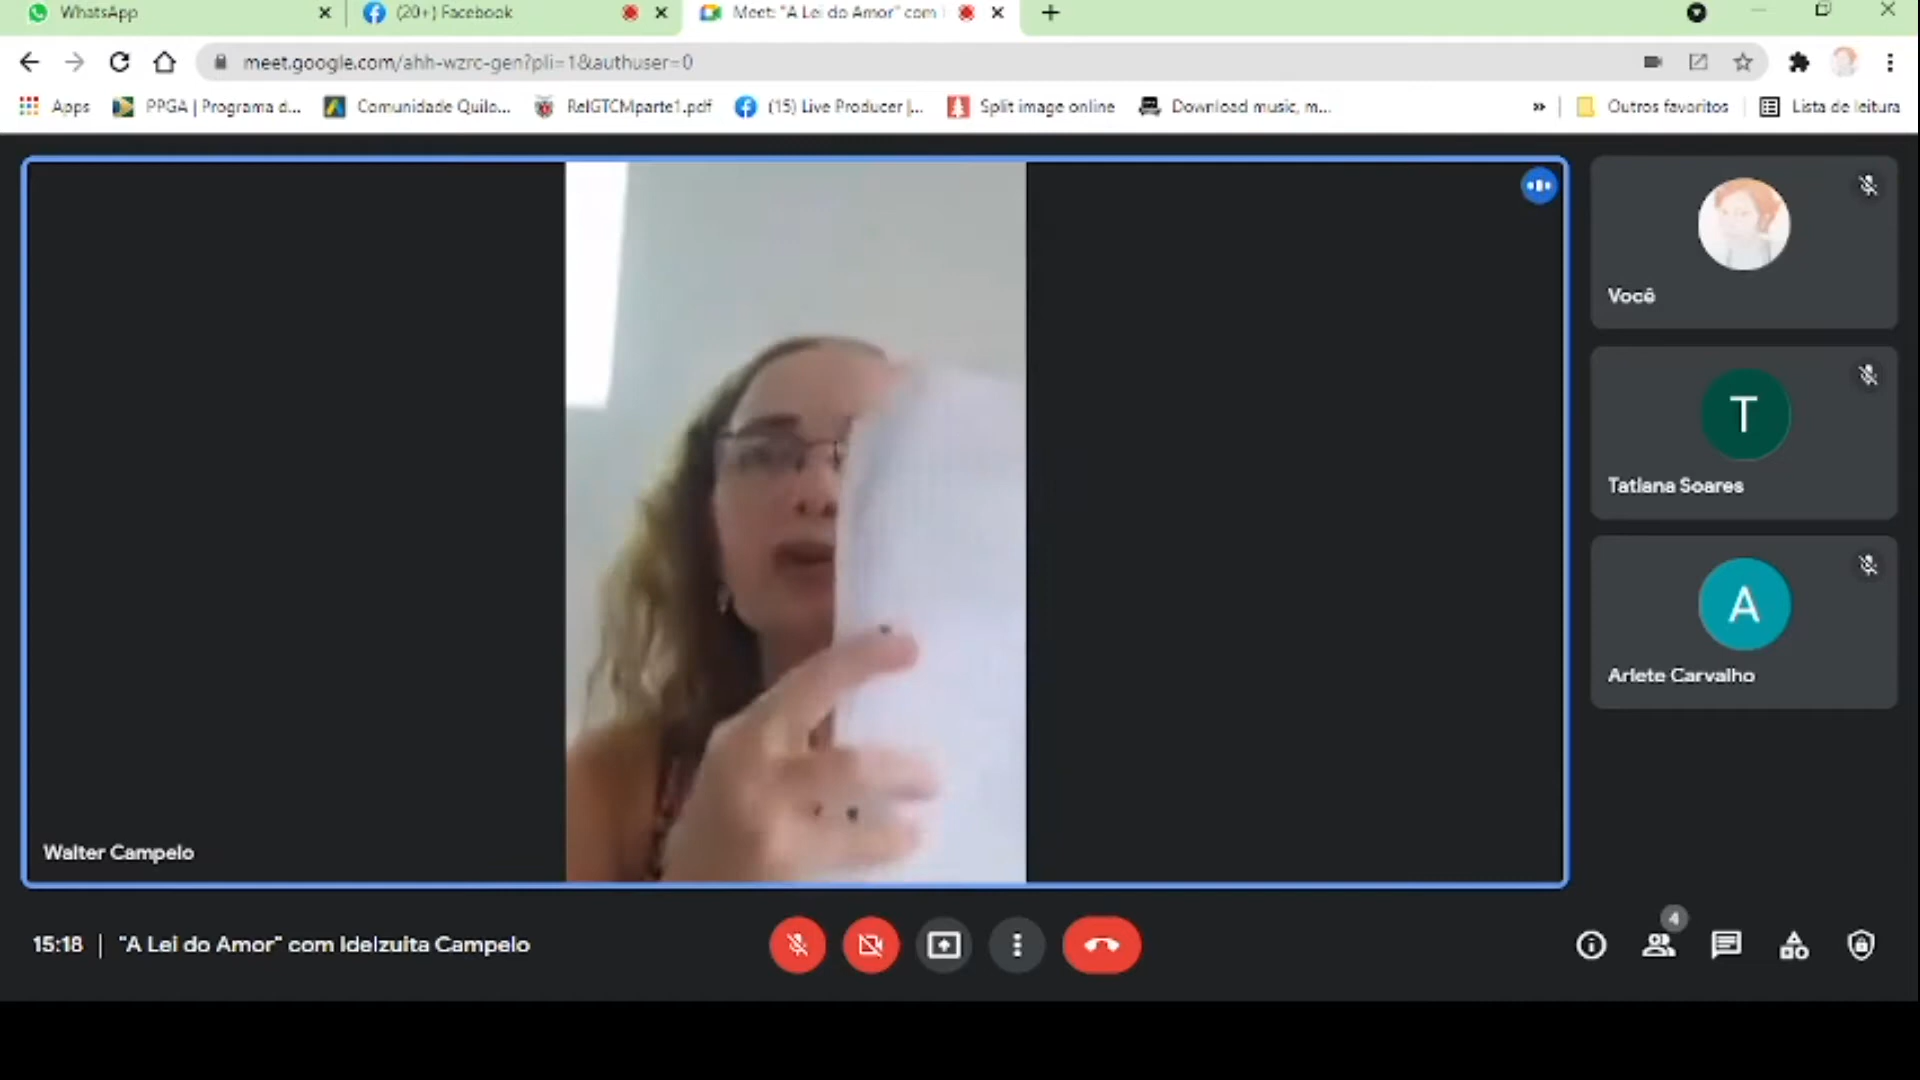 WhatsApp
(20+) Facebook
Meet: "A Lei do Amor" com
meet.google.com/ahh-wzrc-gen?pli=1&authuser=0
Apps
PPGA | Programa d...
Comunidade Quilo...
RelGTCMparte1.pdf
(15) Live Producer |...
Split image online
Download music, m...
»
Outros favoritos
Lista de leitura
Você
T
Tatiana Soares
A
Arlete Carvalho
Walter Campelo
15:18 | "A Lei do Amor" com Idelzuita Campelo
4